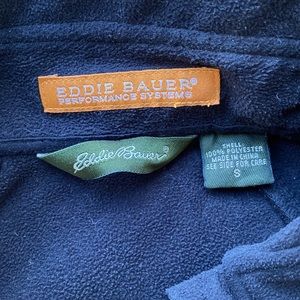 EDDIE BAUER®
PERFORMANCE SYSTEMS
Eddie Bauer®
SHELL
100% POLYESTER
MADE IN CHINA
SEE SIDE FOR CARE
S